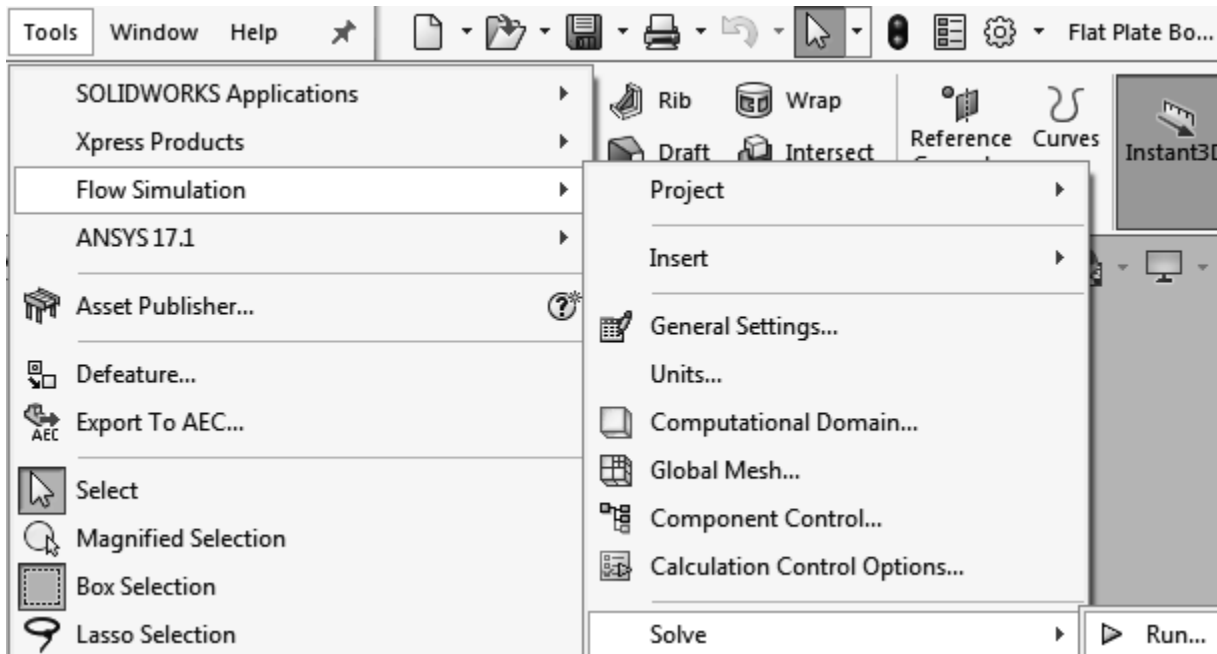 Tools Window Help Flat Plate Bo...
SOLIDWORKS Applications
Xpress Products
Flow Simulation
ANSYS 17.1
Asset Publisher...
Defeature...
Export To AEC...
AEC
Select
Magnified Selection
Box Selection
Lasso Selection
Rib Wrap
Draft Intersect
Reference
Curves
Instant3D
Project
Insert
General Settings...
Units...
Computational Domain...
Global Mesh...
Component Control...
Calculation Control Options...
Solve
Run...